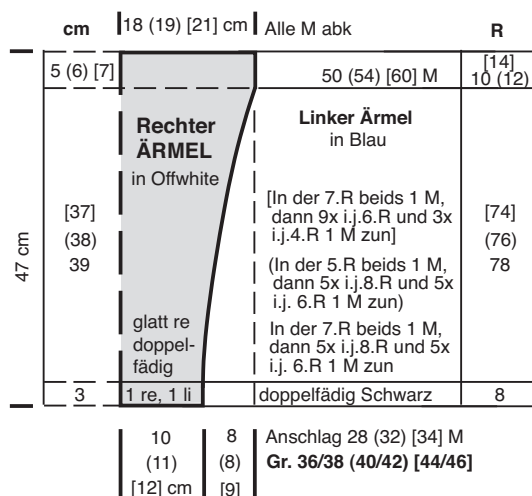 cm
18 (19) [21] cm
Alle M abk
R
5 (6) [7]
50 (54) [60] M
[14]
10 (12)
Rechter
ÄRMEL
in Offwhite
Linker Ärmel
in Blau
47 cm
[37]
(38)
39
[In der 7.R beids 1 M,
dann 9x i.j.6.R und 3x
i.j.4.R 1 M zun]
(In der 5.R beids 1 M,
dann 5x i.j.8.R und 5x
i.j. 6.R 1 M zun)
In der 7.R beids 1 M,
dann 5x i.j.8.R und 5x
i.j. 6.R 1 M zun
[74]
(76)
78
glatt re
doppel-
fädig
3
1 re, 1 li
doppelfädig Schwarz
8
10
(11)
[12] cm
8
(8)
[9]
Anschlag 28 (32) [34] M
Gr. 36/38 (40/42) [44/46]